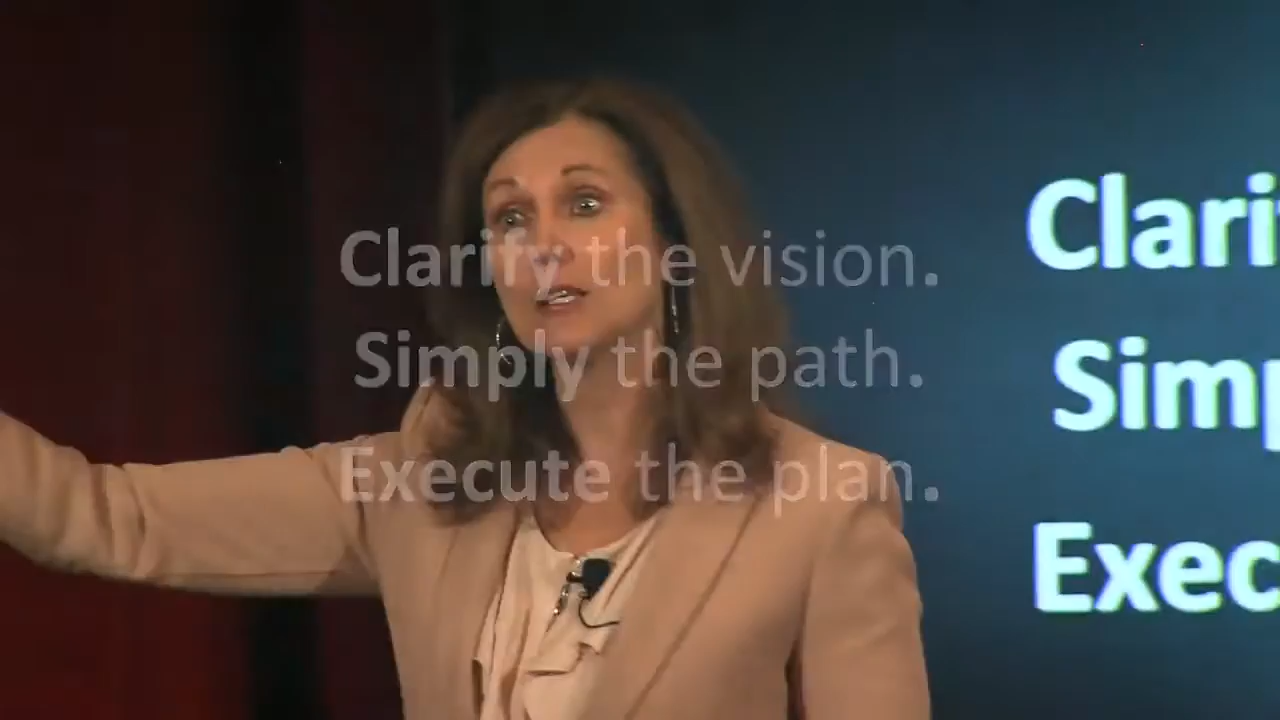 Clarify the vision.
Simply the path.
Execute the plan.
Clari
Simp
Exec